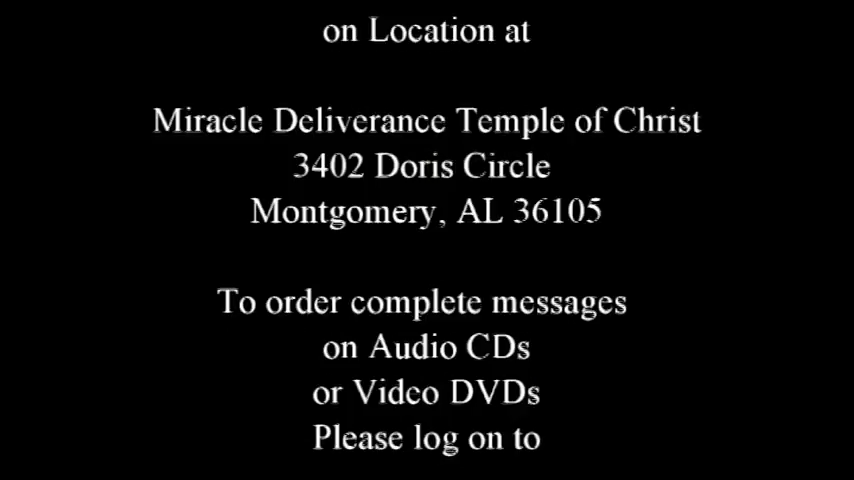 on Location at
Miracle Deliverance Temple of Christ
3402 Doris Circle
Montgomery, AL 36105
To order complete messages
on Audio CDs
or Video DVDs
Please log on to